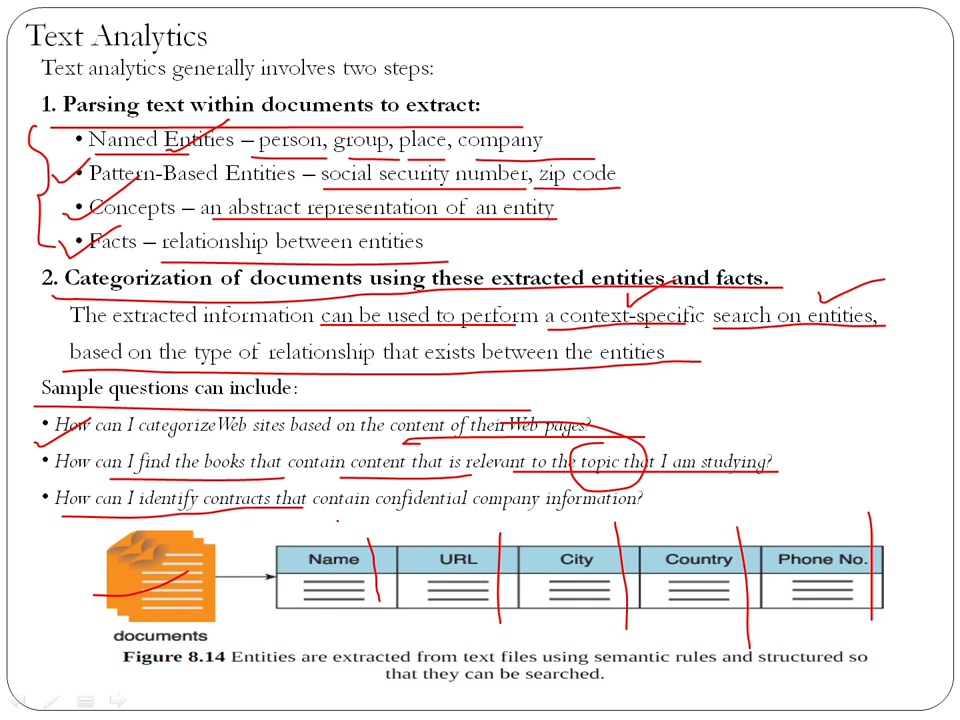 Text Analytics
Text analytics generally involves two steps:
1. Parsing text within documents to extract:
• Named Entities – person, group, place, company
• Pattern-Based Entities – social security number, zip code
• Concepts – an abstract representation of an entity
• Facts – relationship between entities
2. Categorization of documents using these extracted entities and facts.
The extracted information can be used to perform a context-specific search on entities,
based on the type of relationship that exists between the entities
Sample questions can include:
• How can I categorize Web sites based on the content of their Web pages?
• How can I find the books that contain content that is relevant to the topic that I am studying?
• How can I identify contracts that contain confidential company information?
Name URL City Country Phone No.
documents
Figure 8.14 Entities are extracted from text files using semantic rules and structured so
that they can be searched.